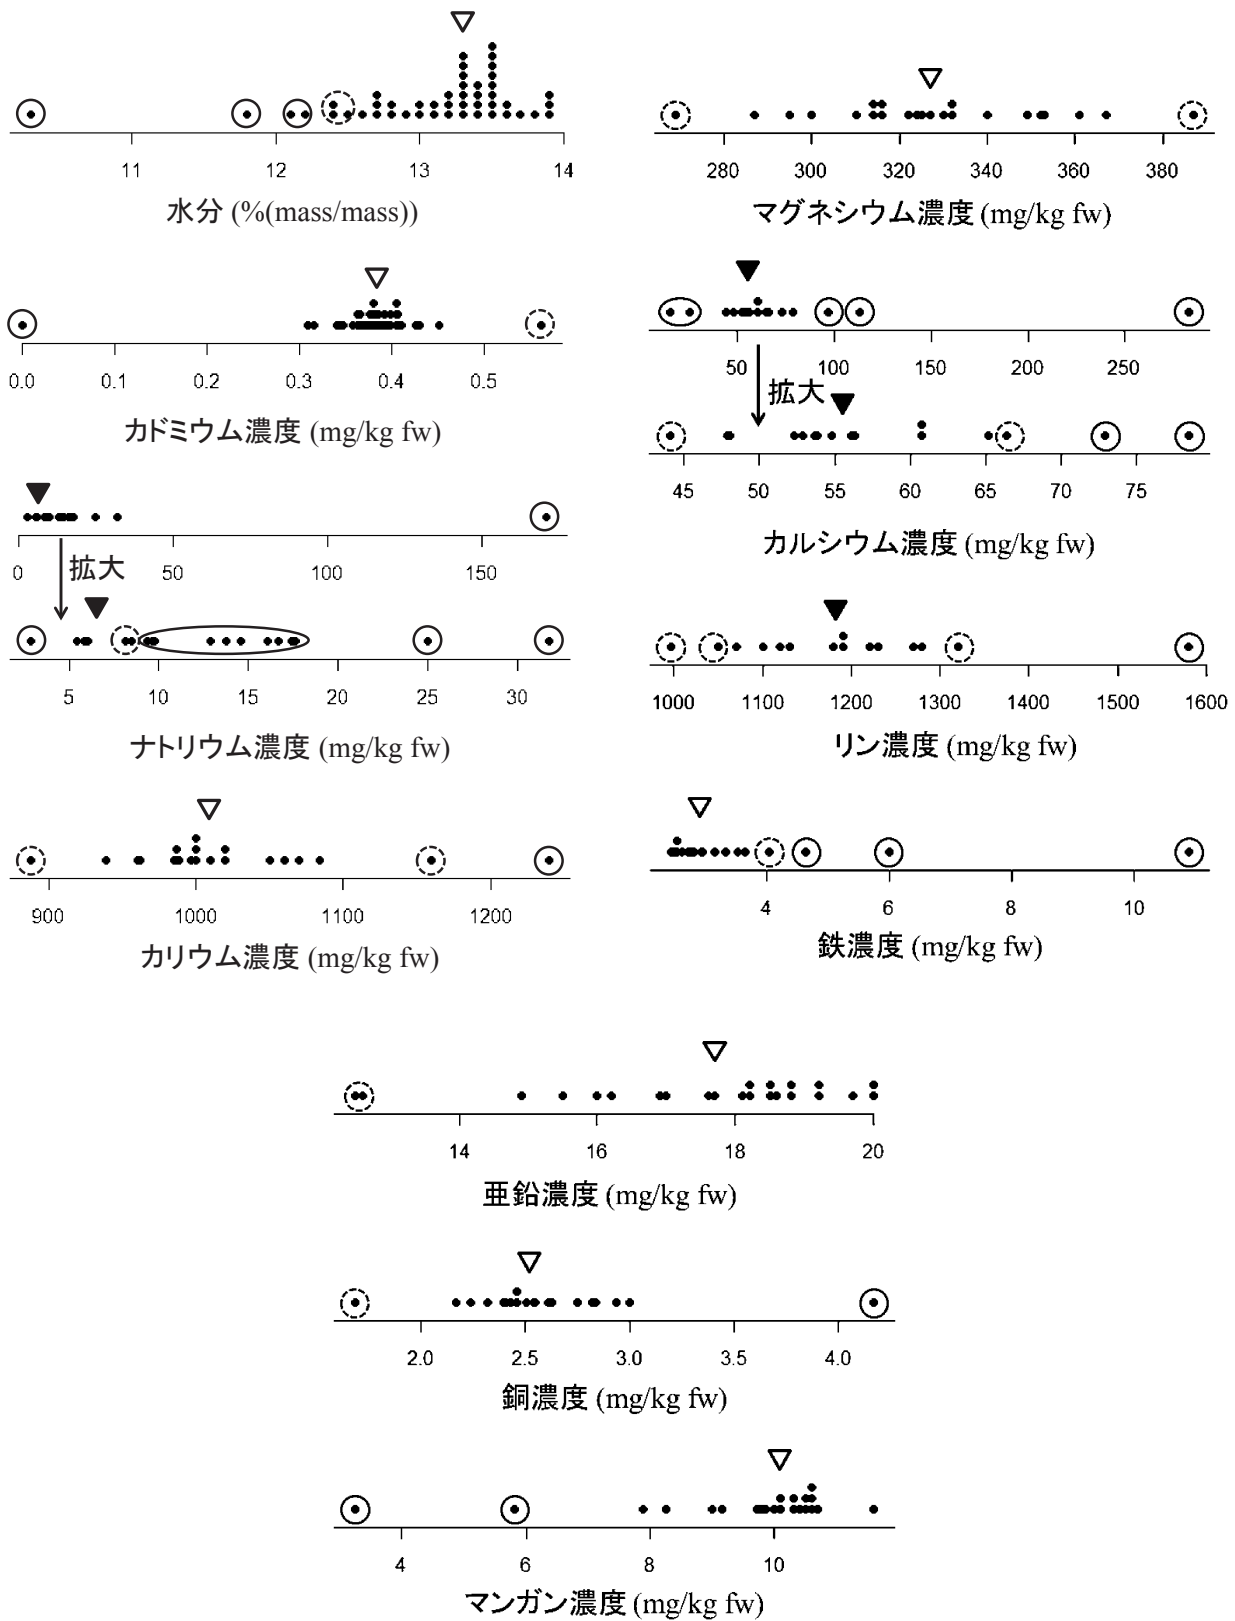 11 12 13 14
水分 (%(mass/mass))
280 300 320 340 360 380
マグネシウム濃度 (mg/kg fw)
0.0 0.1 0.2 0.3 0.4 0.5
カドミウム濃度 (mg/kg fw)
50 100 150 200 250
拡大
45 50 55 60 65 70 75
カルシウム濃度 (mg/kg fw)
0 50 100 150
拡大
5 10 15 20 25 30
ナトリウム濃度 (mg/kg fw)
1000 1100 1200 1300 1400 1500 1600
リン濃度 (mg/kg fw)
900 1000 1100 1200
カリウム濃度 (mg/kg fw)
4 6 8 10
鉄濃度 (mg/kg fw)
14 16 18 20
亜鉛濃度 (mg/kg fw)
2.0 2.5 3.0 3.5 4.0
銅濃度 (mg/kg fw)
4 6 8 10
マンガン濃度 (mg/kg fw)